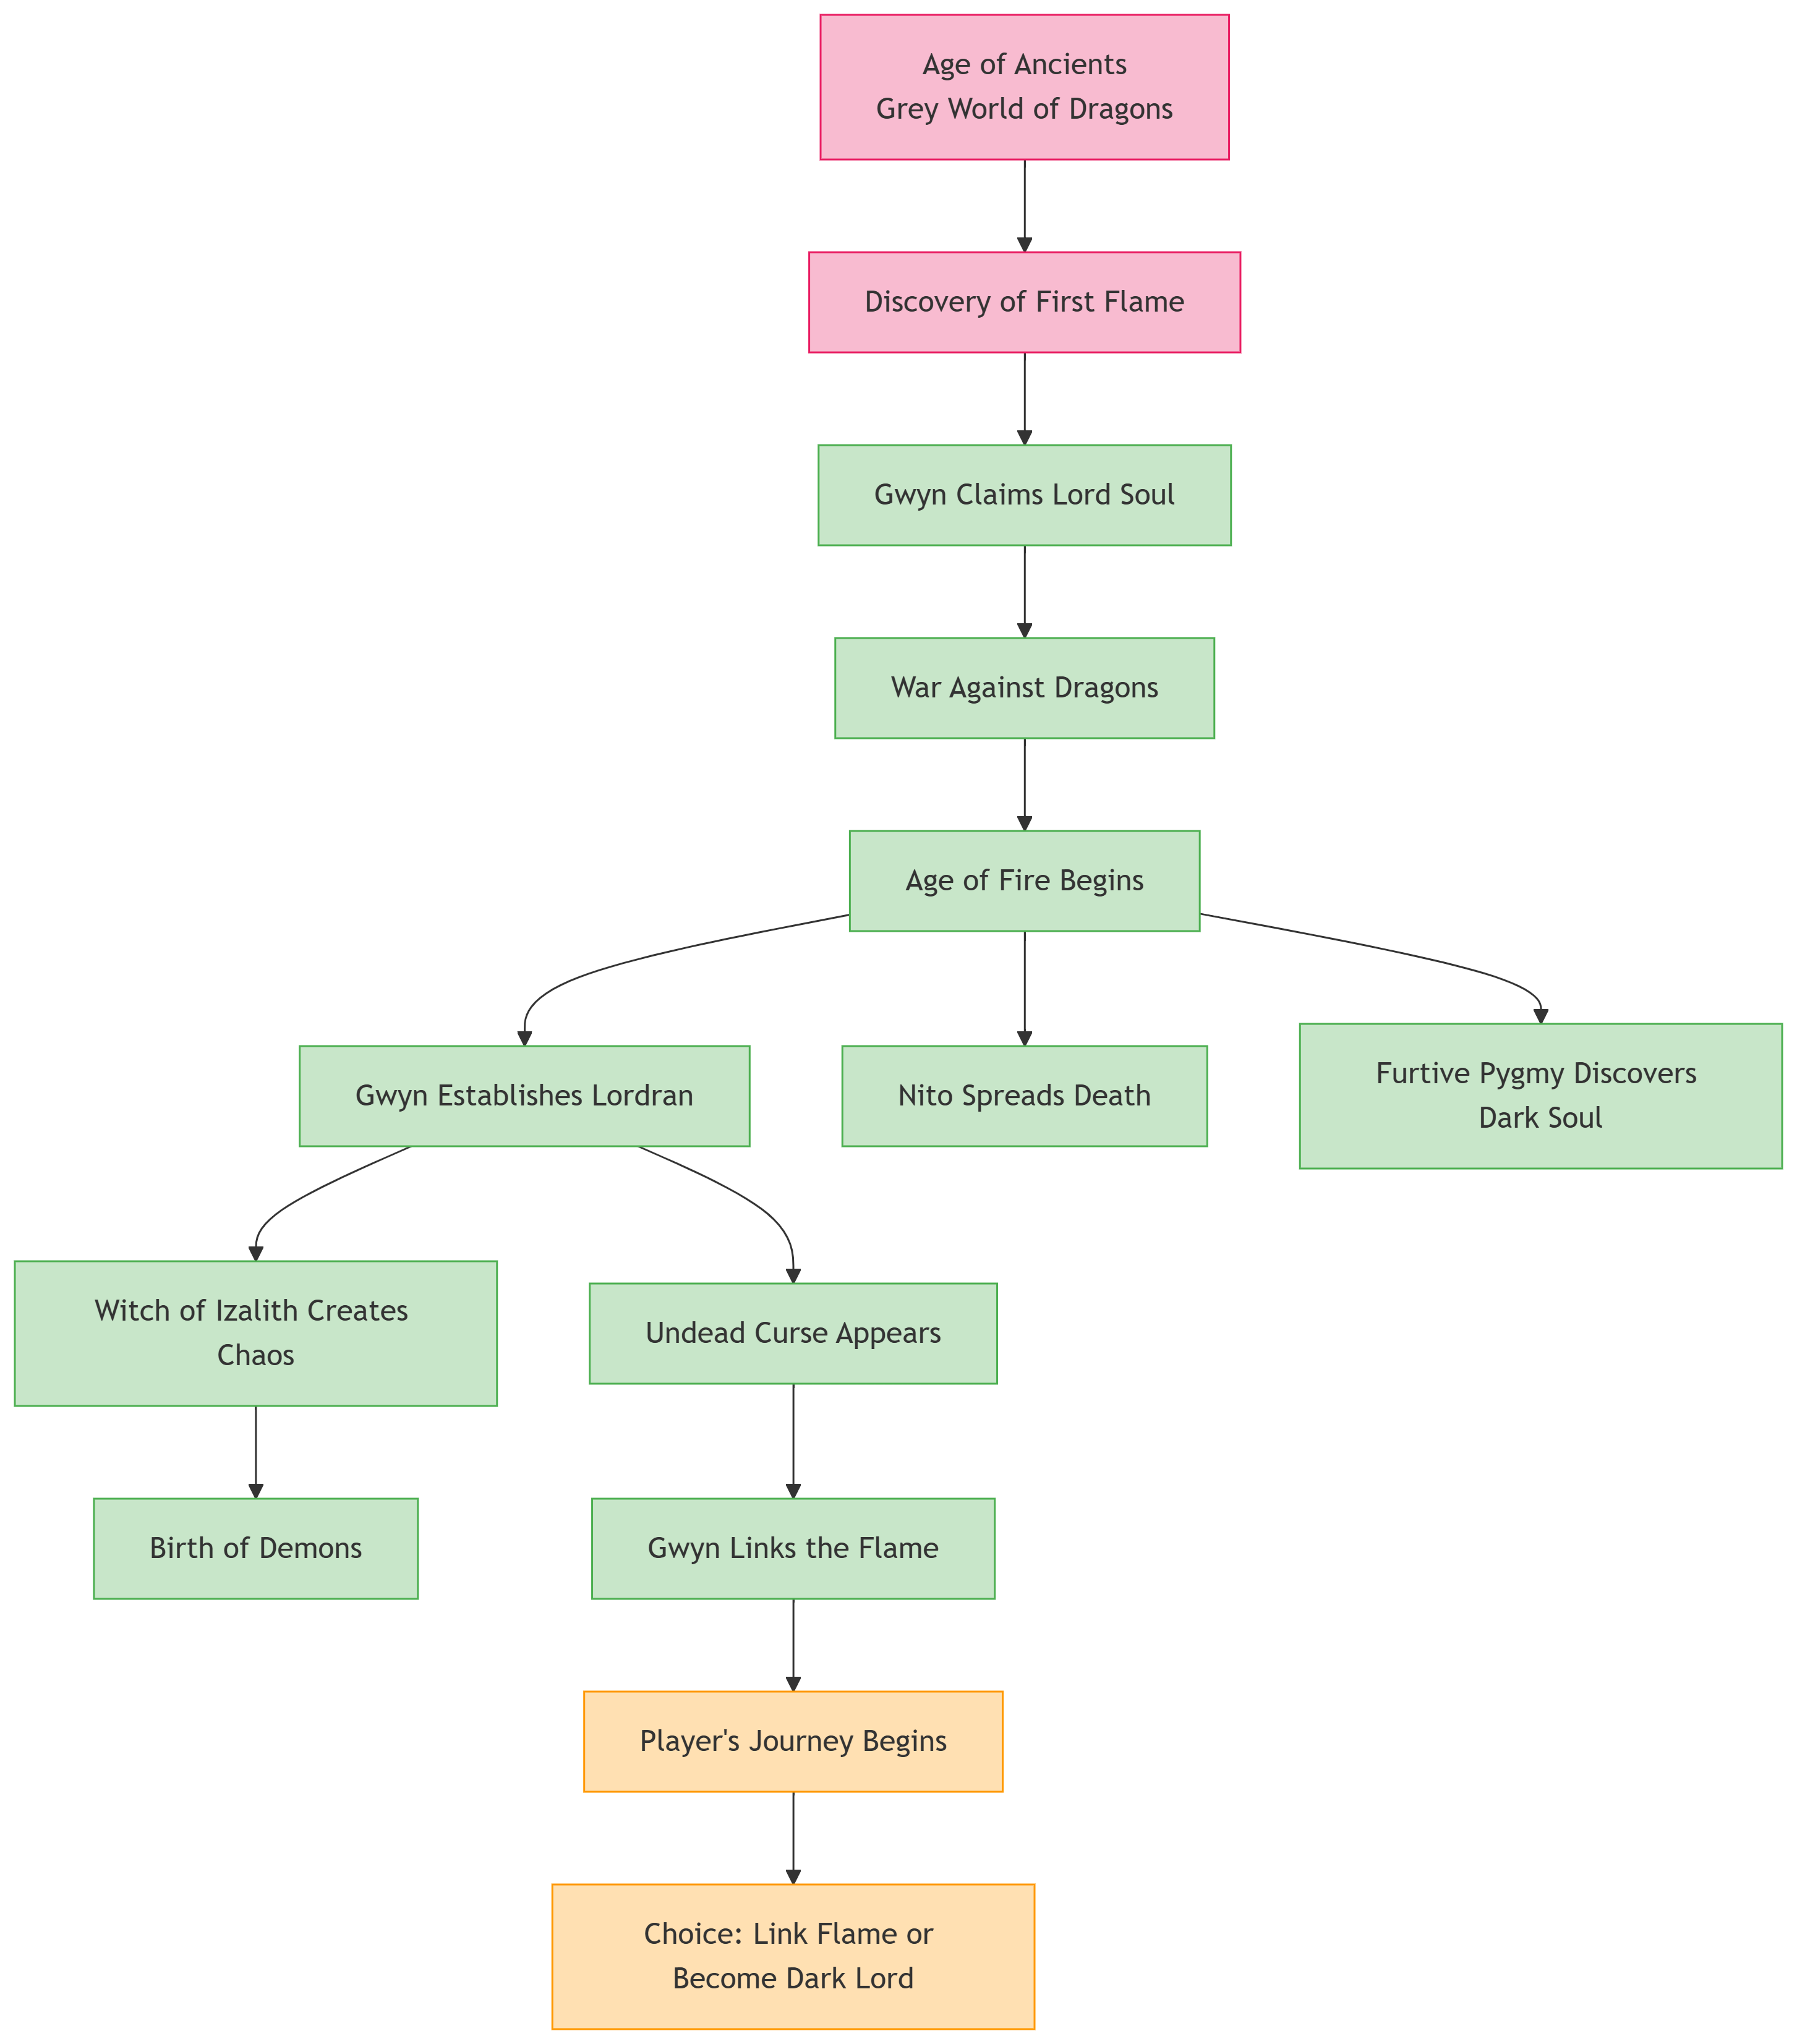 Age of Ancients
Grey World of Dragons
Discovery of First Flame
Gwyn Claims Lord Soul
War Against Dragons
Age of Fire Begins
Gwyn Establishes Lordran
Nito Spreads Death
Furtive Pygmy Discovers
Dark Soul
Witch of Izalith Creates
Chaos
Undead Curse Appears
Birth of Demons
Gwyn Links the Flame
Player's Journey Begins
Choice: Link Flame or
Become Dark Lord